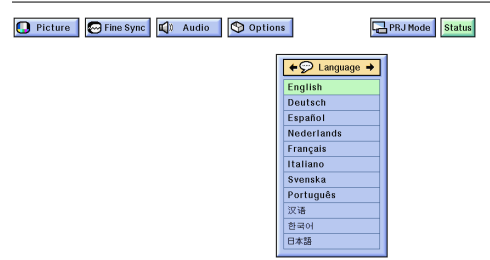 Picture Fine Sync Audio Options PRJ Mode Status
Language
English
Deutsch
Español
Nederlands
Français
Italiano
Svenska
Português
汉语
한국어
日本語